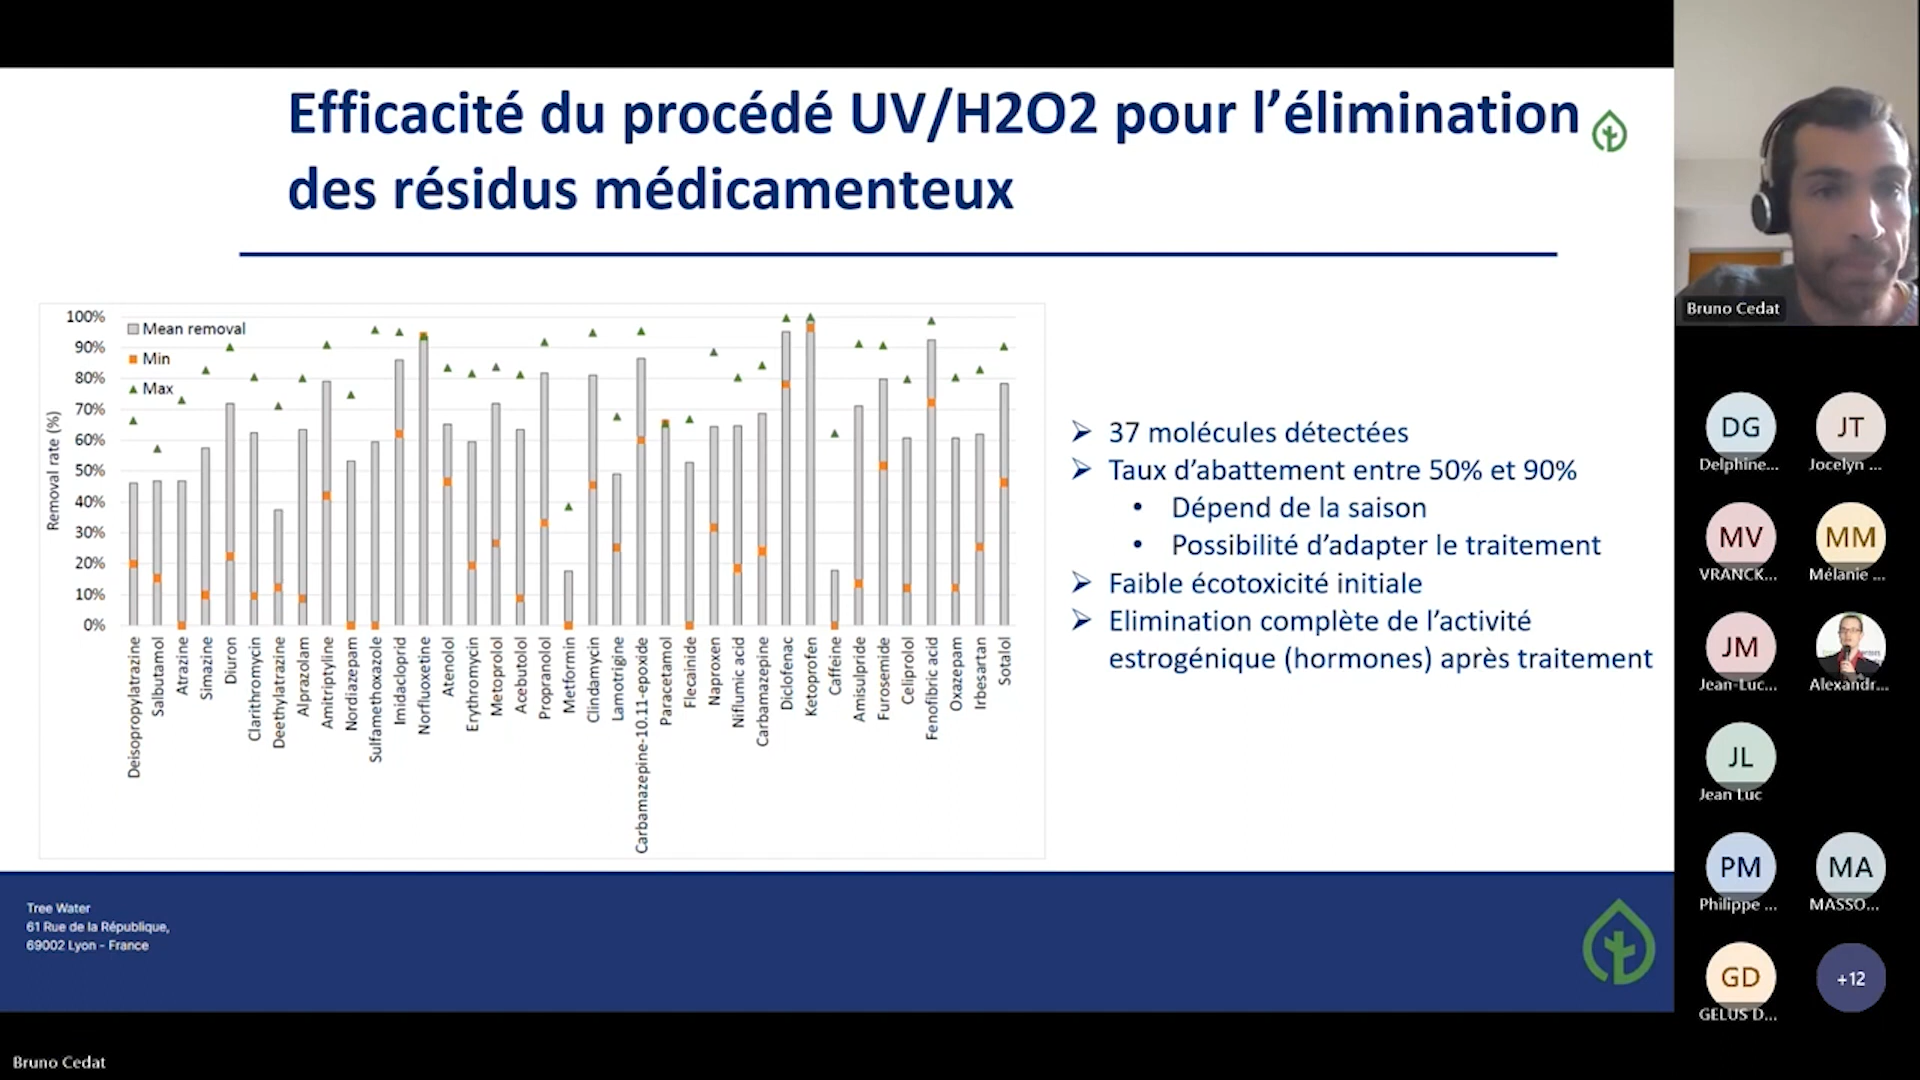 Efficacité du procédé UV/H2O2 pour l'élimination
des résidus médicamenteux
100%
90%
80%
70%
60%
50%
40%
30%
20%
10%
0%
Removal rate (%)
Mean removal
Min
Max
Deisopropylatrazine
Salbutamol
Atrazine
Simazine
Diuron
Clarithromycin
Deethylatrazine
Alprazolam
Amitriptyline
Nordiazepam
Sulfamethoxazole
Imidacloprid
Norfluoxetine
Atenolol
Erythromycin
Metoprolol
Acebutolol
Propranolol
Metformin
Clindamycin
Lamotrigine
Carbamazepine-10.11-epoxide
Paracetamol
Flecainide
Naproxen
Niflumic acid
Carbamazepine
Diclofenac
Ketoprofen
Caffeine
Amisulpride
Furosemide
Celiprolol
Fenofibric acid
Oxazepam
Irbesartan
Sotalol
37 molécules détectées
Taux d'abattement entre 50% et 90%
Dépend de la saison
Possibilité d'adapter le traitement
Faible écotoxicité initiale
Elimination complète de l'activité
estrogénique (hormones) après traitement
Tree Water
61 Rue de la République,
69002 Lyon - France
Bruno Cedat
Bruno Cedat
DG
Delphine...
JT
Jocelyn ...
MV
VRANCK...
MM
Mélanie ...
JM
Jean-Luc...
Alexandr...
JL
Jean Luc
PM
Philippe ...
MA
MASSO...
GD
GELUS D...
+12